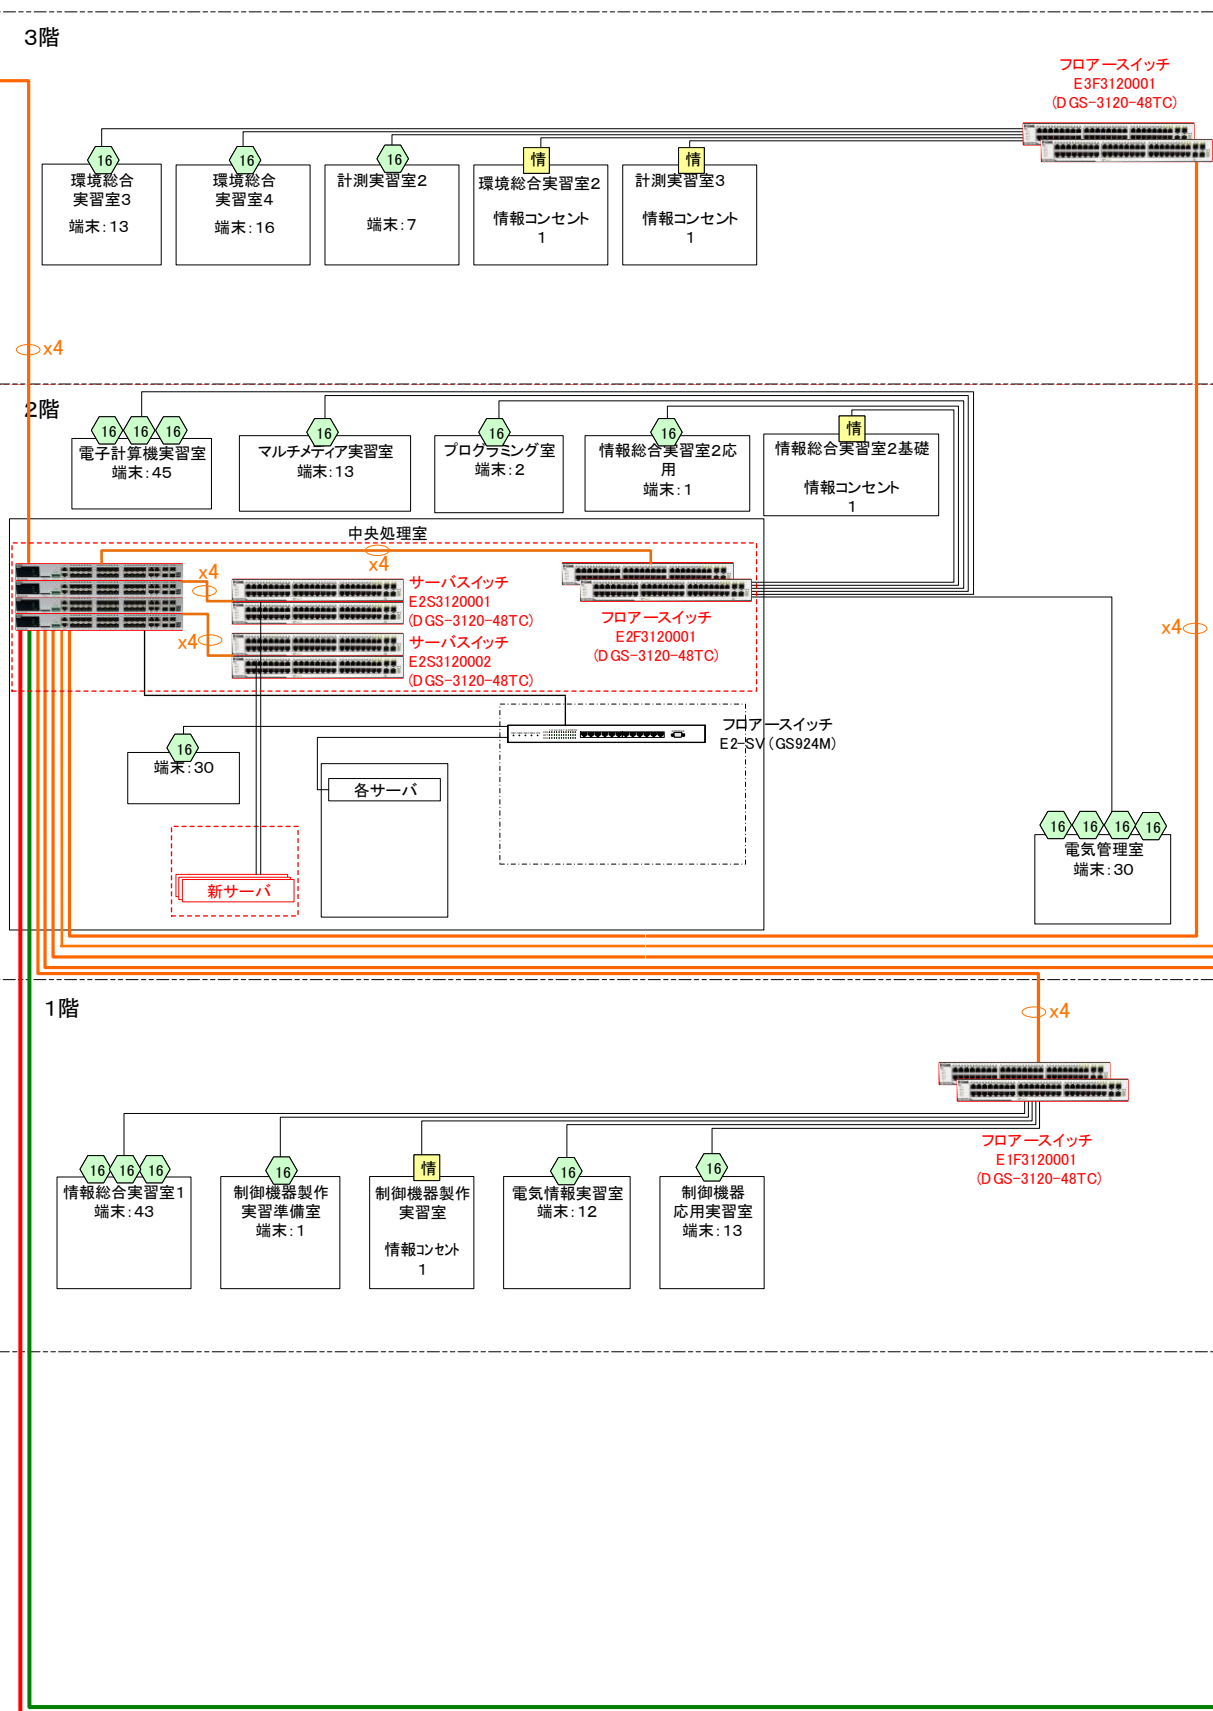 3階
フロアースイッチ
E3F3120001
(DGS-3120-48TC)
16
環境総合
実習室3
端末:13
16
環境総合
実習室4
端末:16
16
計測実習室2
端末:7
情
環境総合実習室2
情報コンセント
1
情
計測実習室3
情報コンセント
1
x4
2階
16 16 16
電子計算機実習室
端末:45
16
マルチメディア実習室
端末:13
16
プログラミング室
端末:2
16
情報総合実習室2応
用
端末:1
情
情報総合実習室2基礎
情報コンセント
1
中央処理室
x4
x4
サーバスイッチ
E2S3120001
(DGS-3120-48TC)
x4
サーバスイッチ
E2S3120002
(DGS-3120-48TC)
フロアースイッチ
E2F3120001
(DGS-3120-48TC)
x4
フロアースイッチ
E2-SV(GS924M)
16
端末:30
各サーバ
新サーバ
16 16 16 16
電気管理室
端末:30
1階
x4
フロアースイッチ
E1F3120001
(DGS-3120-48TC)
16 16 16
情報総合実習室1
端末:43
16
制御機器製作
実習準備室
端末:1
情
制御機器製作
実習室
情報コンセント
1
16
電気情報実習室
端末:12
16
制御機器
応用実習室
端末:13